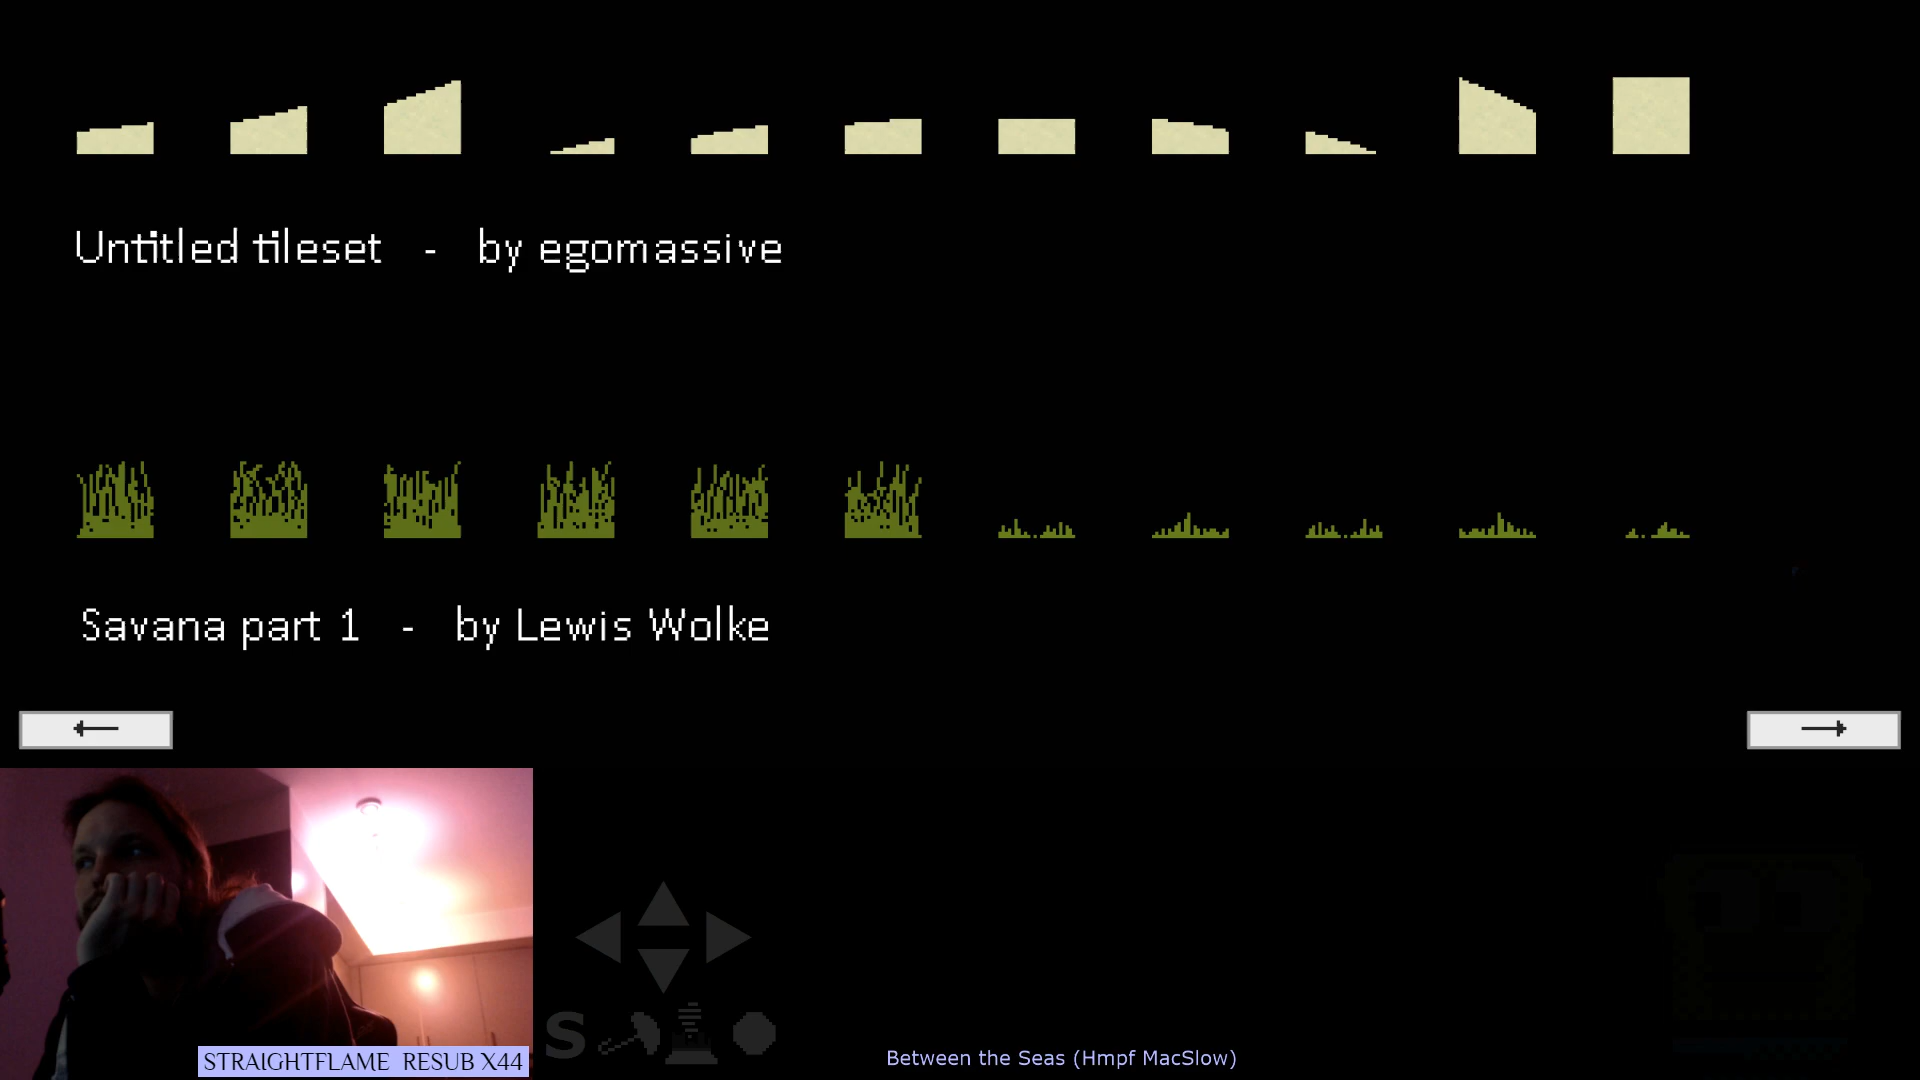 Untitled tileset - by egomassive
Savana part 1 - by Lewis Wolke
S
STRAIGHTFLAME RESUB X44
Between the Seas (Hmpf MacSlow)